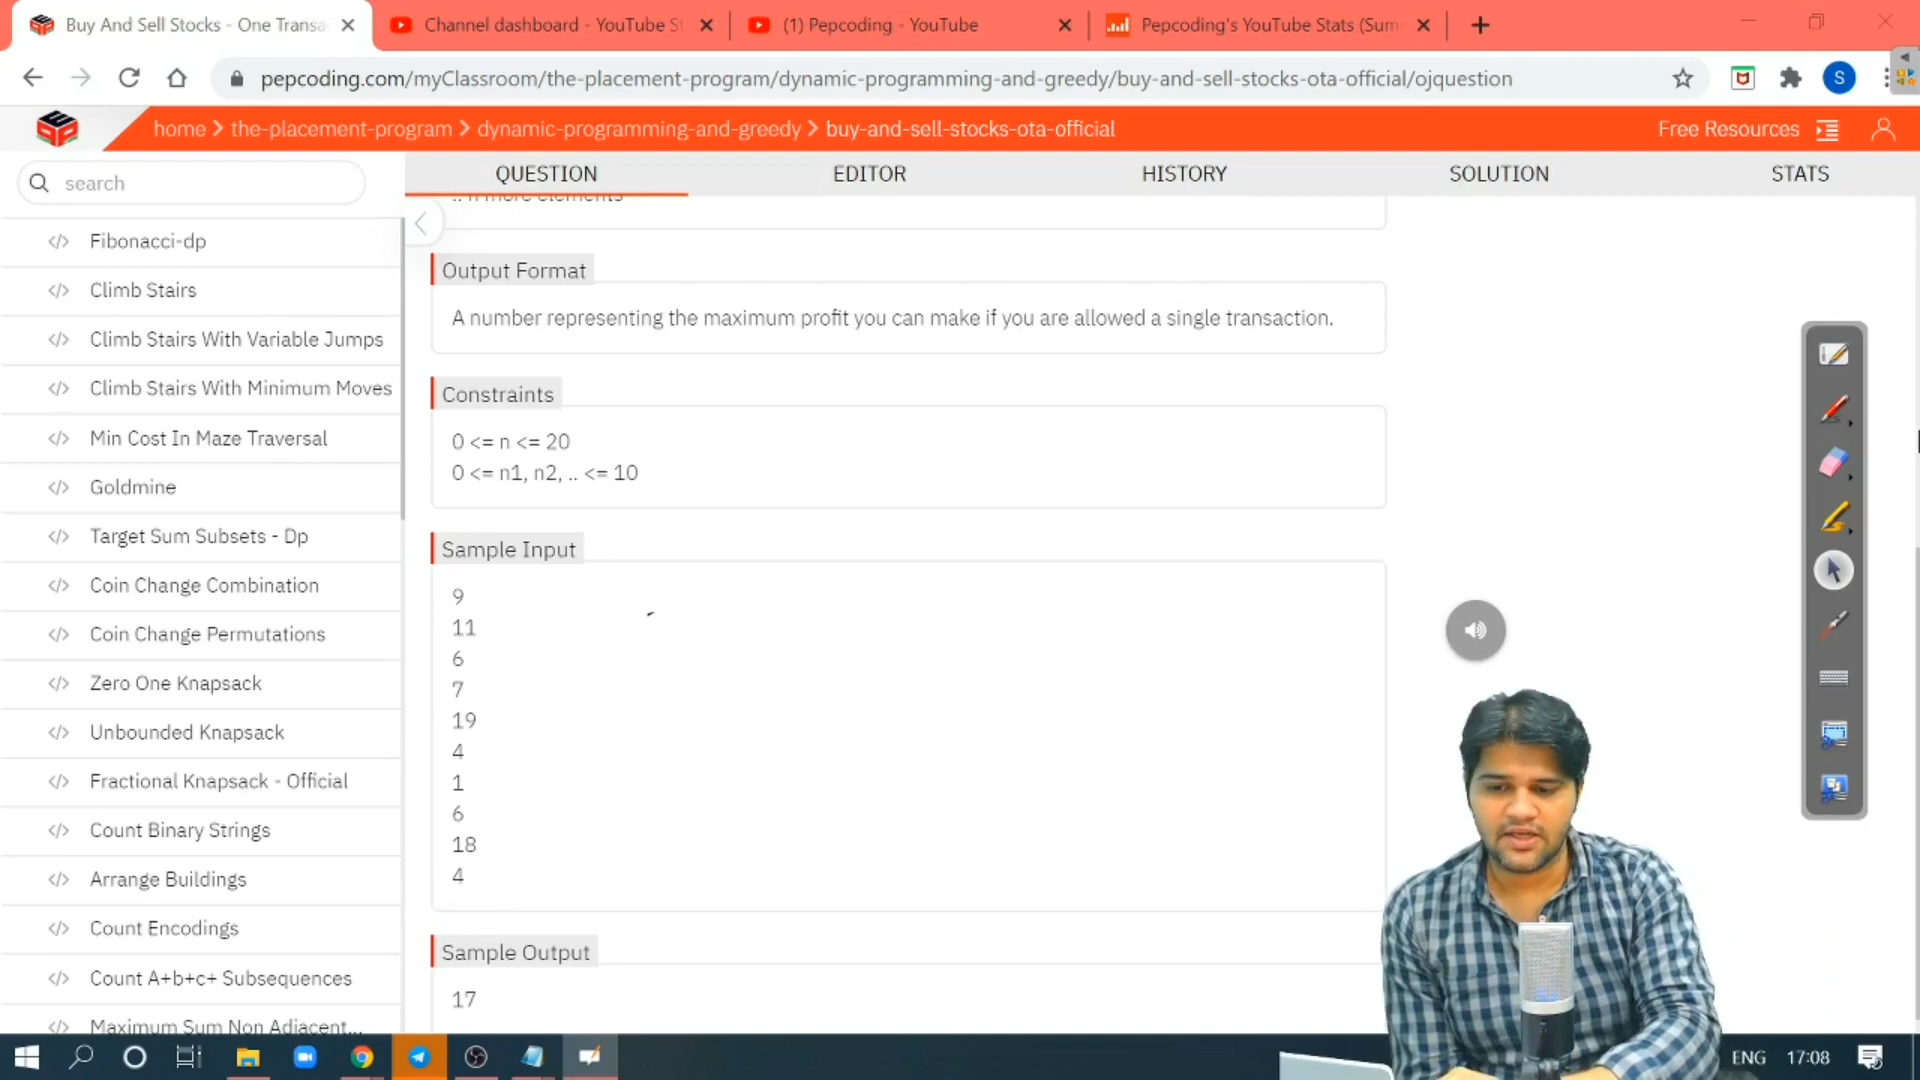 Buy And Sell Stocks - One Transa
Channel dashboard - YouTube St
(1) Pepcoding - YouTube
Pepcoding's YouTube Stats (Sum
pepcoding.com/myClassroom/the-placement-program/dynamic-programming-and-greedy/buy-and-sell-stocks-ota-official/ojquestion
S
home > the-placement-program > dynamic-programming-and-greedy > buy-and-sell-stocks-ota-official
Free Resources
search
QUESTION
EDITOR
HISTORY
SOLUTION
STATS
Fibonacci-dp
Climb Stairs
Climb Stairs With Variable Jumps
Climb Stairs With Minimum Moves
Min Cost In Maze Traversal
Goldmine
Target Sum Subsets - Dp
Coin Change Combination
Coin Change Permutations
Zero One Knapsack
Unbounded Knapsack
Fractional Knapsack - Official
Count Binary Strings
Arrange Buildings
Count Encodings
Count A+b+c+ Subsequences
Maximum Sum Non Adjacent...
.. n more elements
Output Format
A number representing the maximum profit you can make if you are allowed a single transaction.
Constraints
0 <= n <= 20
0 <= n1, n2, .. <= 10
Sample Input
9
11
6
7
19
4
1
6
18
4
Sample Output
17
ENG
17:08